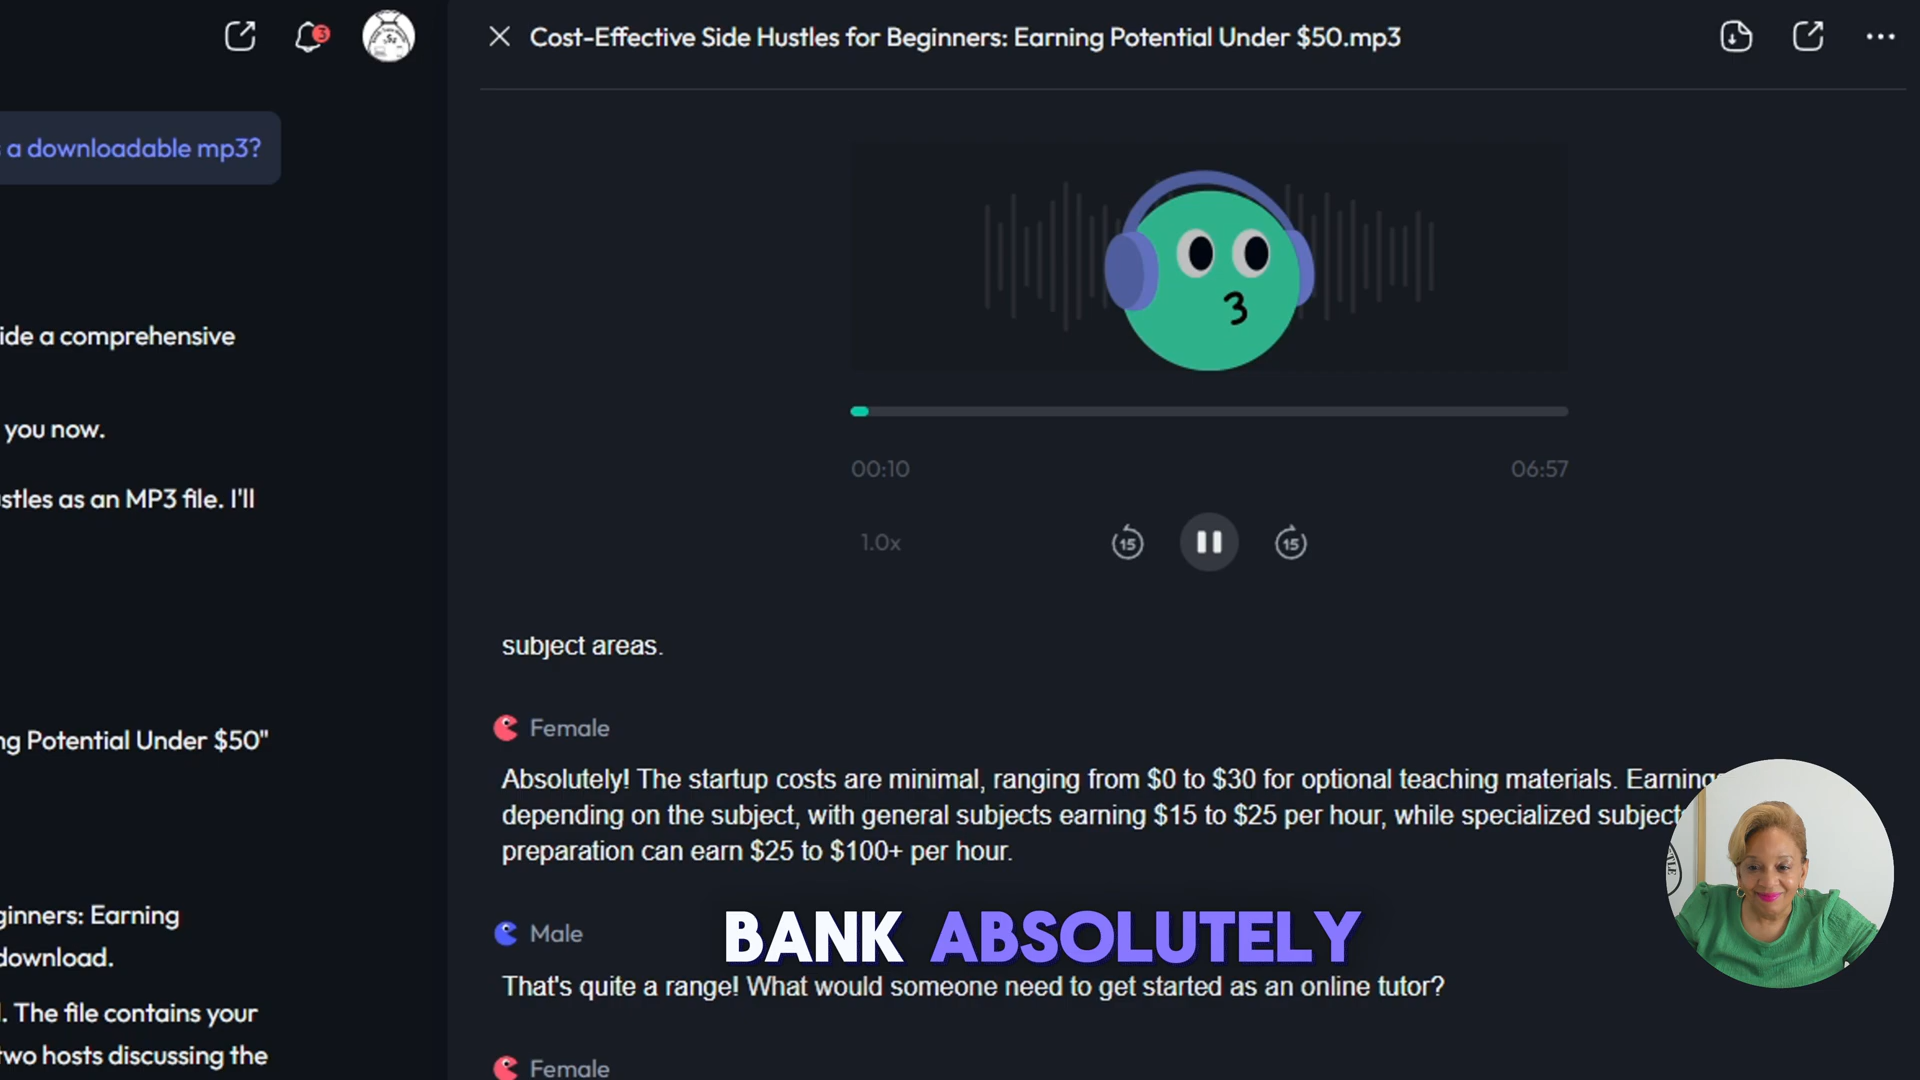 3
Cost-Effective Side Hustles for Beginners: Earning Potential Under $50.mp3
a downloadable mp3?
ide a comprehensive
you now.
stles as an MP3 file. I'll
00:10
06:57
1.0x
15
15
subject areas.
ng Potential Under $50"
Female
Absolutely! The startup costs are minimal, ranging from $0 to $30 for optional teaching materials. Earnings
depending on the subject, with general subjects earning $15 to $25 per hour, while specialized subject
preparation can earn $25 to $100+ per hour.
ginners: Earning
download.
Male
BANK ABSOLUTELY
That's quite a range! What would someone need to get started as an online tutor?
. The file contains your
two hosts discussing the
Female